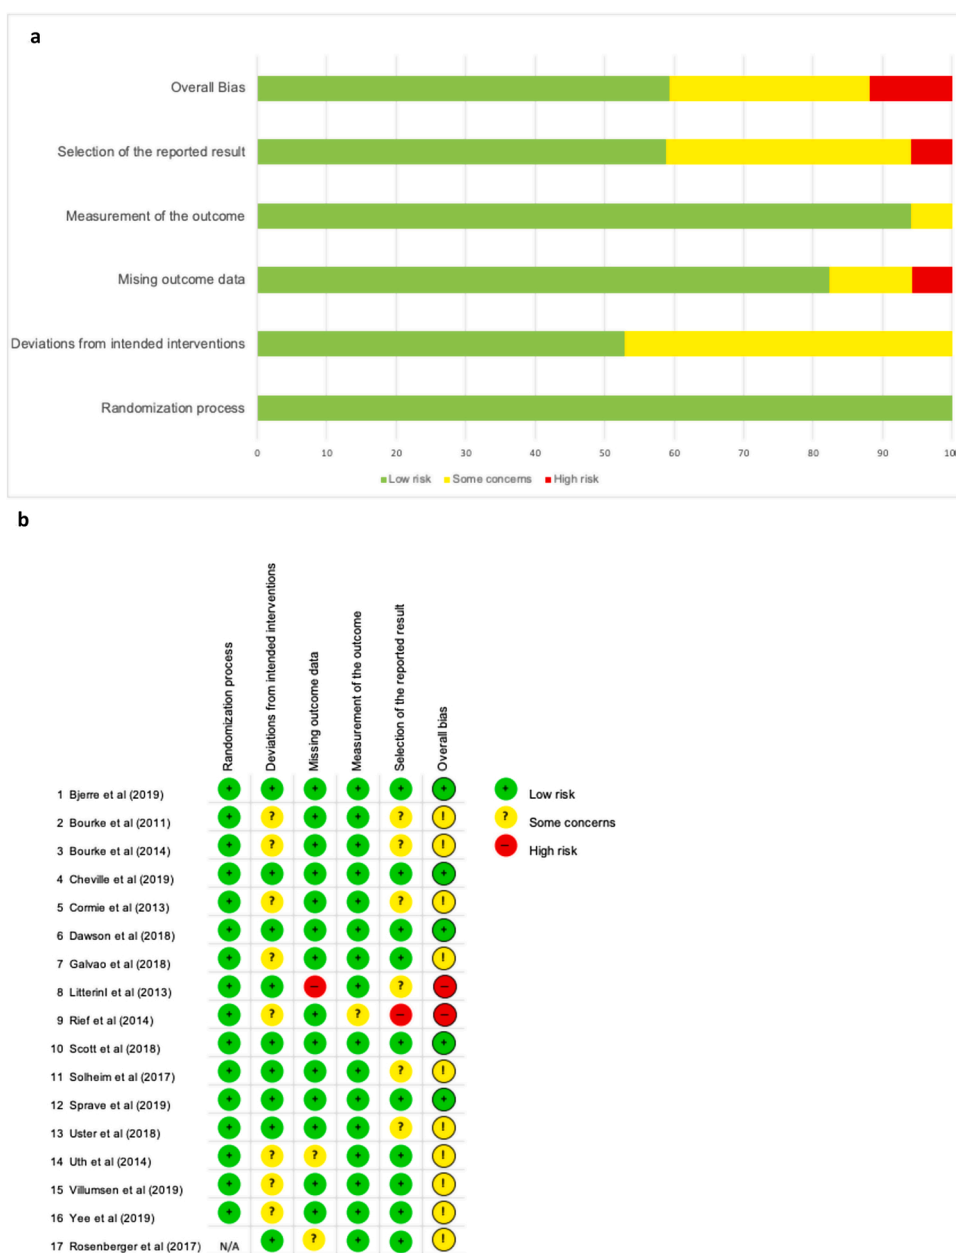 a
Overall Bias
Selection of the reported result
Measurement of the outcome
Mising outcome data
Deviations from intended interventions
Randomization process
0 10 20 30 40 50 60 70 80 90 100
Low risk Some concerns High risk
b
Randomization process
Deviations from intended interventions
Missing outcome data
Measurement of the outcome
Selection of the reported result
Overall bias
1 Bjerre et al (2019) + + + + + +
2 Bourke et al (2011) + ? + + ? !
3 Bourke et al (2014) + ? + + ? !
4 Cheville et al (2019) + + + + + +
5 Cormie et al (2013) + ? + + ? !
6 Dawson et al (2018) + + + + + +
7 Galvao et al (2018) + ? + + + !
8 LitterinI et al (2013) + + − + ? −
9 Rief et al (2014) + ? + ? − −
10 Scott et al (2018) + + + + + +
11 Solheim et al (2017) + + + + ? !
12 Sprave et al (2019) + + + + + +
13 Uster et al (2018) + + + + ? !
14 Uth et al (2014) + ? ? + + !
15 Villumsen et al (2019) + ? + + + !
16 Yee et al (2019) + ? + + + !
17 Rosenberger et al (2017) N/A + ? + + !
+ Low risk
? Some concerns
− High risk